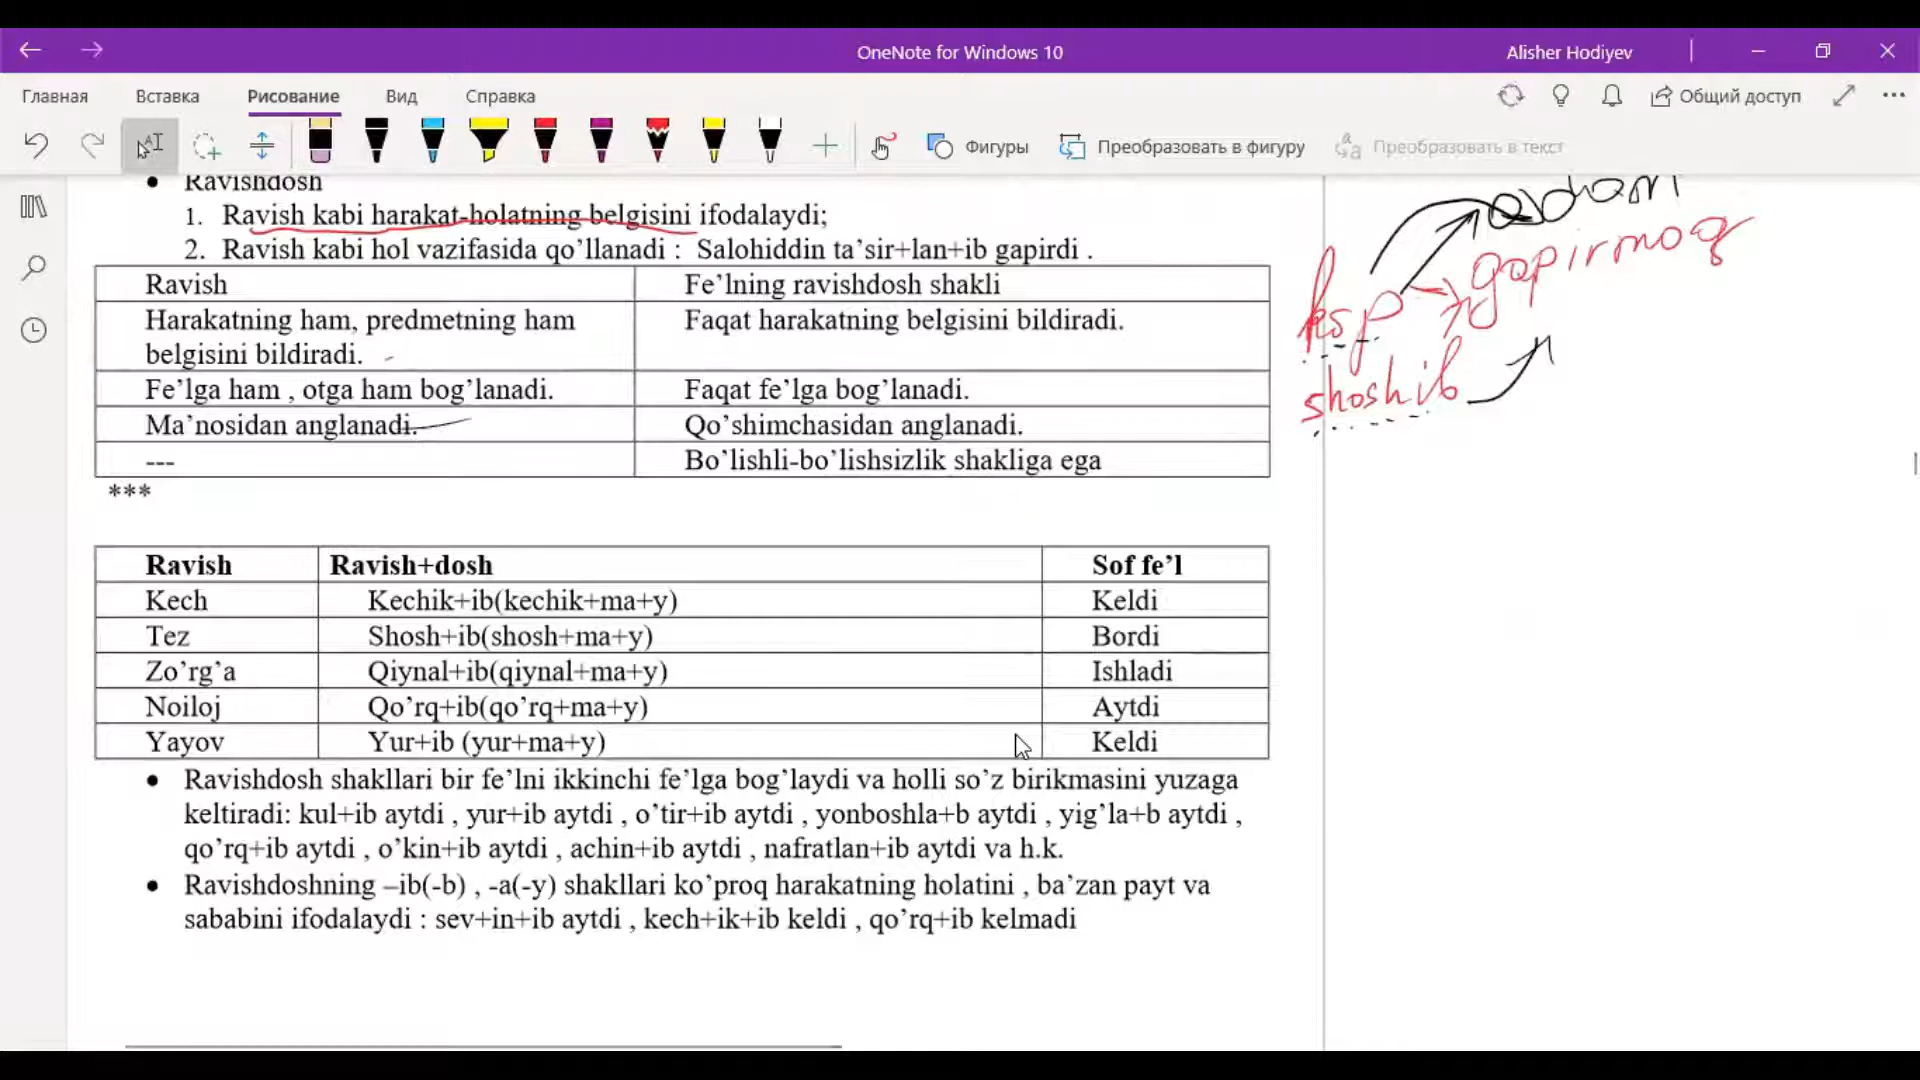 OneNote for Windows 10
Alisher Hodiyev
Главная Вставка Рисование Вид Справка
Общий доступ
Фигуры Преобразовать в фигуру Преобразовать в текст
Ravishdosh
1. Ravish kabi harakat-holatning belgisini ifodalaydi;
2. Ravish kabi hol vazifasida qo’llanadi : Salohiddin ta’sir+lan+ib gapirdi .
Ravish Fe’lning ravishdosh shakli
Harakatning ham, predmetning ham belgisini bildiradi. Faqat harakatning belgisini bildiradi.
Fe’lga ham , otga ham bog’lanadi. Faqat fe’lga bog’lanadi.
Ma’nosidan anglanadi. Qo’shimchasidan anglanadi.
--- Bo’lishli-bo’lishsizlik shakliga ega
***
odam
gapirmoq
ko‘p
shoshib
Ravish Ravish+dosh Sof fe’l
Kech Kechik+ib(kechik+ma+y) Keldi
Tez Shosh+ib(shosh+ma+y) Bordi
Zo’rg’a Qiynal+ib(qiynal+ma+y) Ishladi
Noiloj Qo’rq+ib(qo’rq+ma+y) Aytdi
Yayov Yur+ib (yur+ma+y) Keldi
Ravishdosh shakllari bir fe’lni ikkinchi fe’lga bog’laydi va holli so’z birikmasini yuzaga
keltiradi: kul+ib aytdi , yur+ib aytdi , o’tir+ib aytdi , yonboshla+b aytdi , yig’la+b aytdi ,
qo’rq+ib aytdi , o’kin+ib aytdi , achin+ib aytdi , nafratlan+ib aytdi va h.k.
Ravishdoshning –ib(-b) , -a(-y) shakllari ko’proq harakatning holatini , ba’zan payt va
sababini ifodalaydi : sev+in+ib aytdi , kech+ik+ib keldi , qo’rq+ib kelmadi